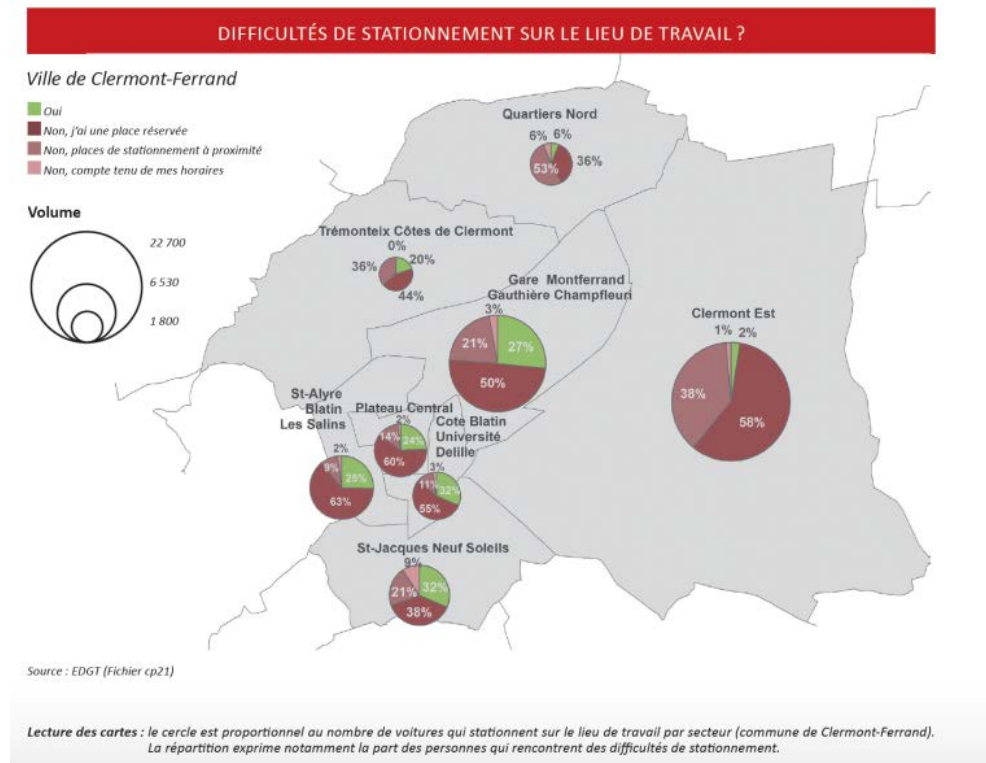 DIFFICULTÉS DE STATIONNEMENT SUR LE LIEU DE TRAVAIL ?
Ville de Clermont-Ferrand
Oui
Non, j'ai une place réservée
Non, places de stationnement à proximité
Non, compte tenu de mes horaires
Volume
22 700
6 530
1 800
Quartiers Nord
6% 6%
36%
53%
Trémonteix Côtes de Clermont
0%
20%
36%
44%
Gare Montferrand
Gauthière Champfleuri
3%
21%
27%
50%
Clermont Est
1% 2%
38%
58%
St-Alyre
Blatin
Les Salins
2%
9%
25%
63%
Plateau Central
2%
14%
24%
60%
Coté Blatin
Université
Delille
3%
11%
32%
55%
St-Jacques Neuf Soleils
9%
32%
21%
38%
Source : EDGT (Fichier cp21)
Lecture des cartes : le cercle est proportionnel au nombre de voitures qui stationnent sur le lieu de travail par secteur (commune de Clermont-Ferrand).
La répartition exprime notamment la part des personnes qui rencontrent des difficultés de stationnement.